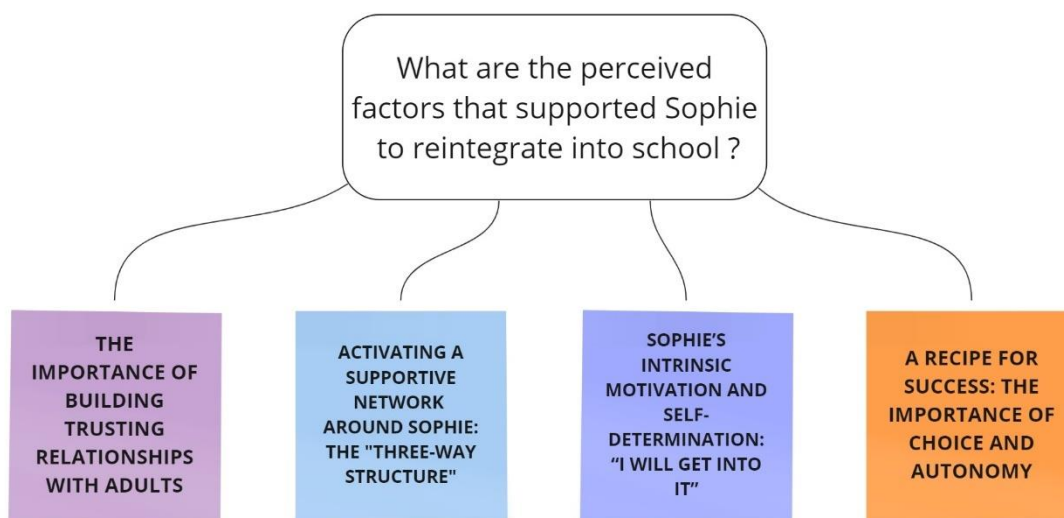 What are the perceived
factors that supported Sophie
to reintegrate into school ?
THE
IMPORTANCE OF
BUILDING
TRUSTING
RELATIONSHIPS
WITH ADULTS
ACTIVATING A
SUPPORTIVE
NETWORK
AROUND SOPHIE:
THE "THREE-WAY
STRUCTURE"
SOPHIE’S
INTRINSIC
MOTIVATION AND
SELF-
DETERMINATION:
“I WILL GET INTO
IT”
A RECIPE FOR
SUCCESS: THE
IMPORTANCE OF
CHOICE AND
AUTONOMY